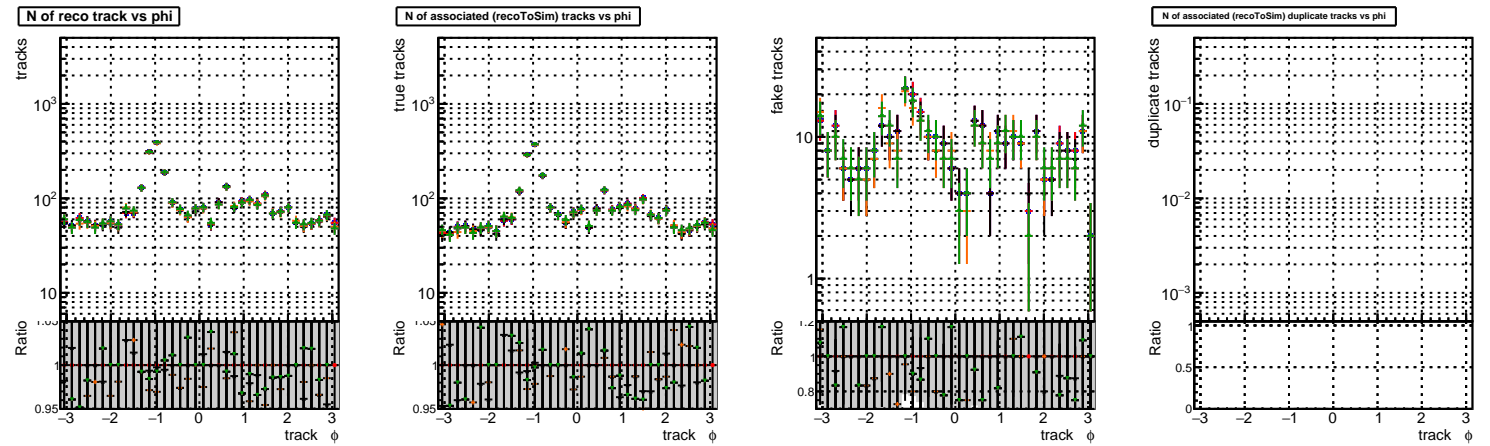 N of reco track vs phi
tracks
10³
10²
10
Ratio
1.05
1
0.95
−3 −2 −1 0 1 2 3
track φ
N of associated (recoToSim) tracks vs phi
true tracks
10³
10²
10
Ratio
1.05
1
0.95
−3 −2 −1 0 1 2 3
track φ
fake tracks
10
1
Ratio
1.2
1
0.8
−3 −2 −1 0 1 2 3
track φ
N of associated (recoToSim) duplicate tracks vs phi
duplicate tracks
10⁻¹
10⁻²
10⁻³
Ratio
1
0.5
0
−3 −2 −1 0 1 2 3
track φ